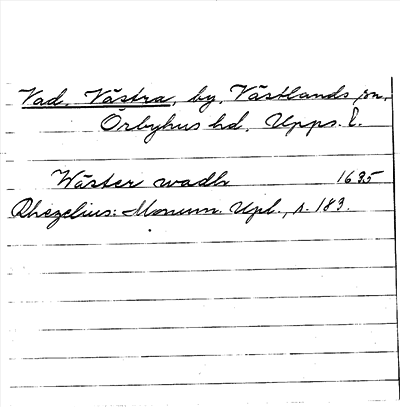 Vad, Västra, by, Västlands sn,
Örbyhus hd, Upps. l.
Wäster wadh 1635
Rhezelius: Monum. Upl., s. 183.